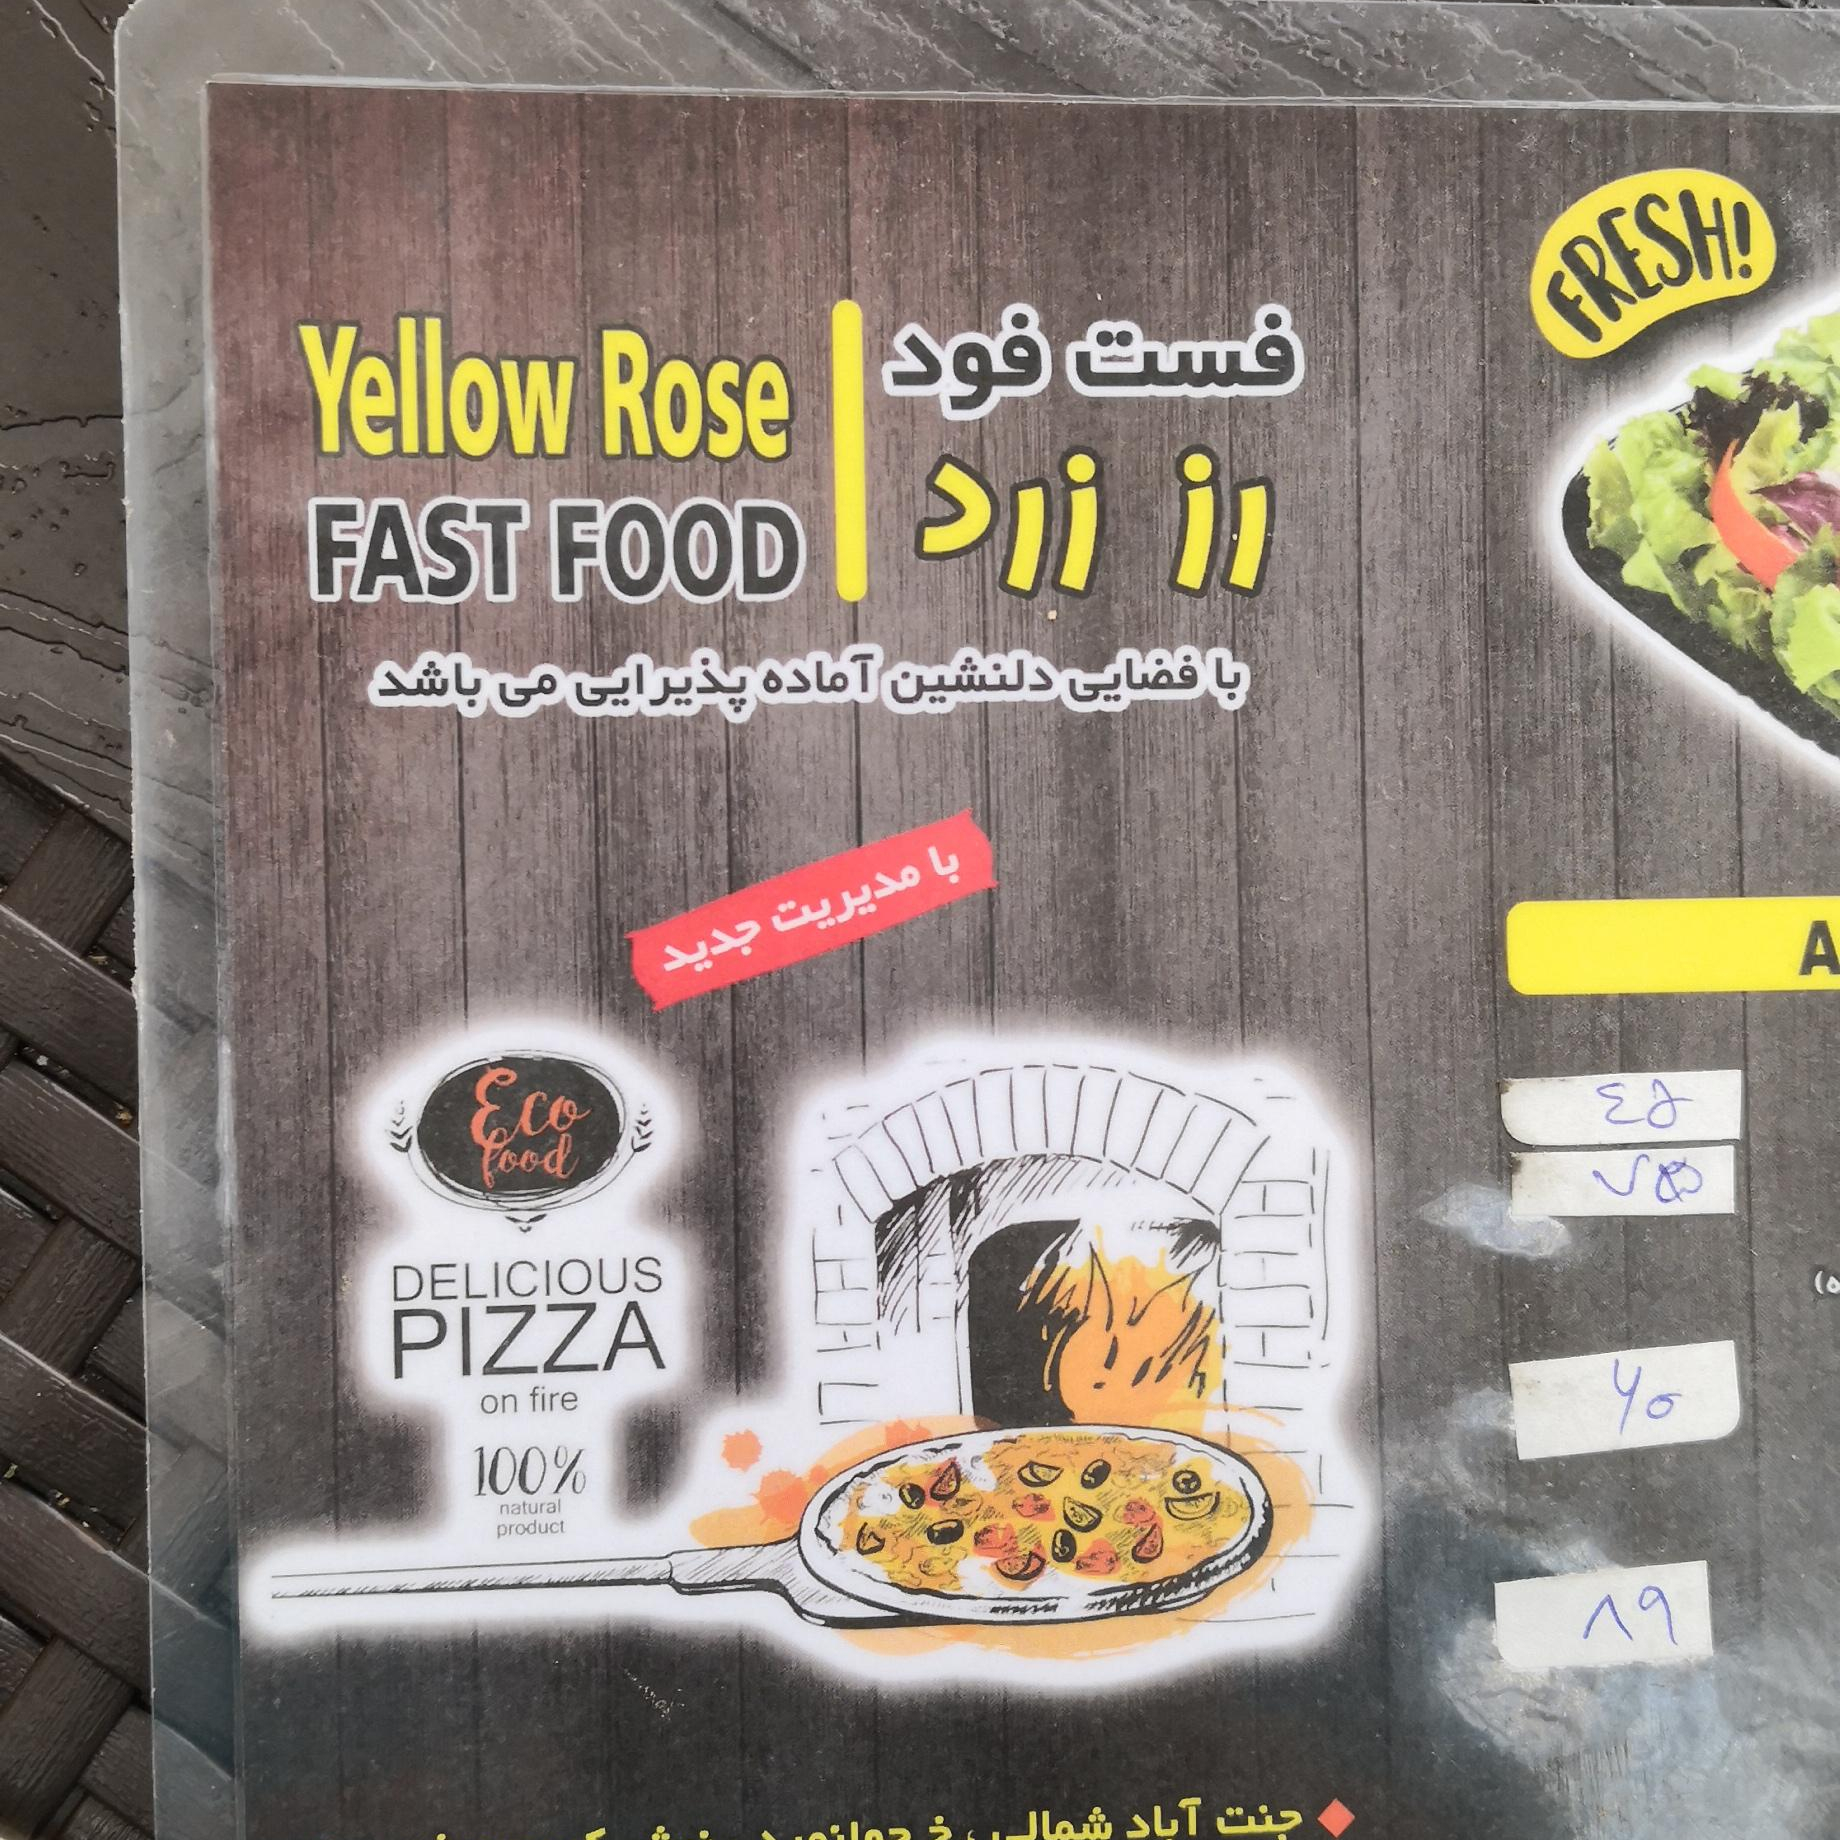 Yellow Rose
FAST FOOD
فست فود
رز زرد
با فضایی دلنشین آماده پذیرایی می باشد
با مدیریت جدید
Eco
food
DELICIOUS
PIZZA
on fire
100%
natural
product
FRESH!
A
۷۵
۷۰
۸۹
جنت آباد شمالی